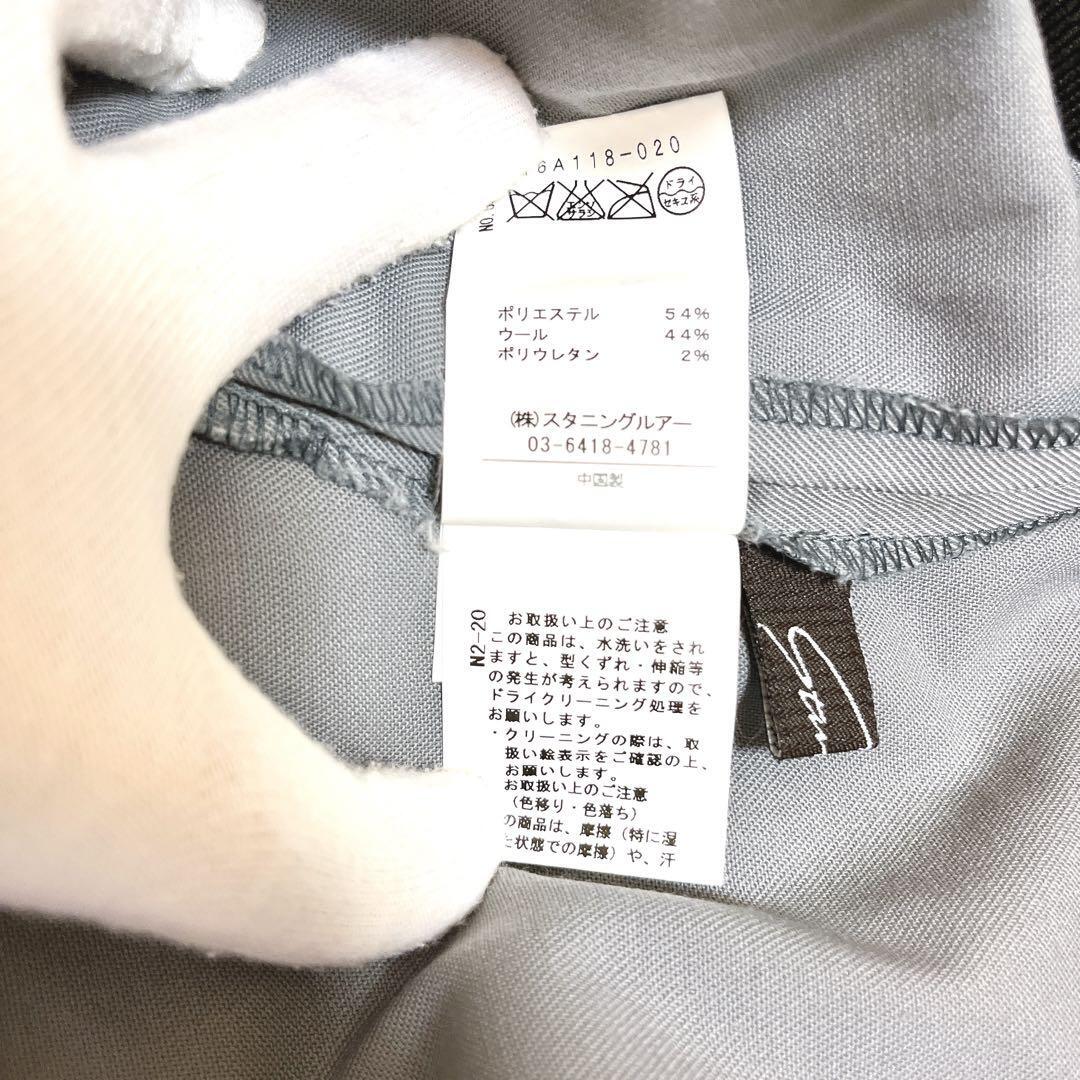 6A118-020
NO.
エンソ
サラシ
ドライ
セキユ系
ポリエステル 54%
ウール 44%
ポリウレタン 2%
(株)スタニングルアー
03-6418-4781
中国製
N2-20
お取扱い上のご注意
この商品は、水洗いをされ
ますと、型くずれ・伸縮等
の発生が考えられますので、
ドライクリーニング処理を
お願いします。
・クリーニングの際は、取
扱い絵表示をご確認の上、
お願いします。
お取扱い上のご注意
(色移り・色落ち)
の商品は、摩擦(特に湿
た状態での摩擦)や、汗